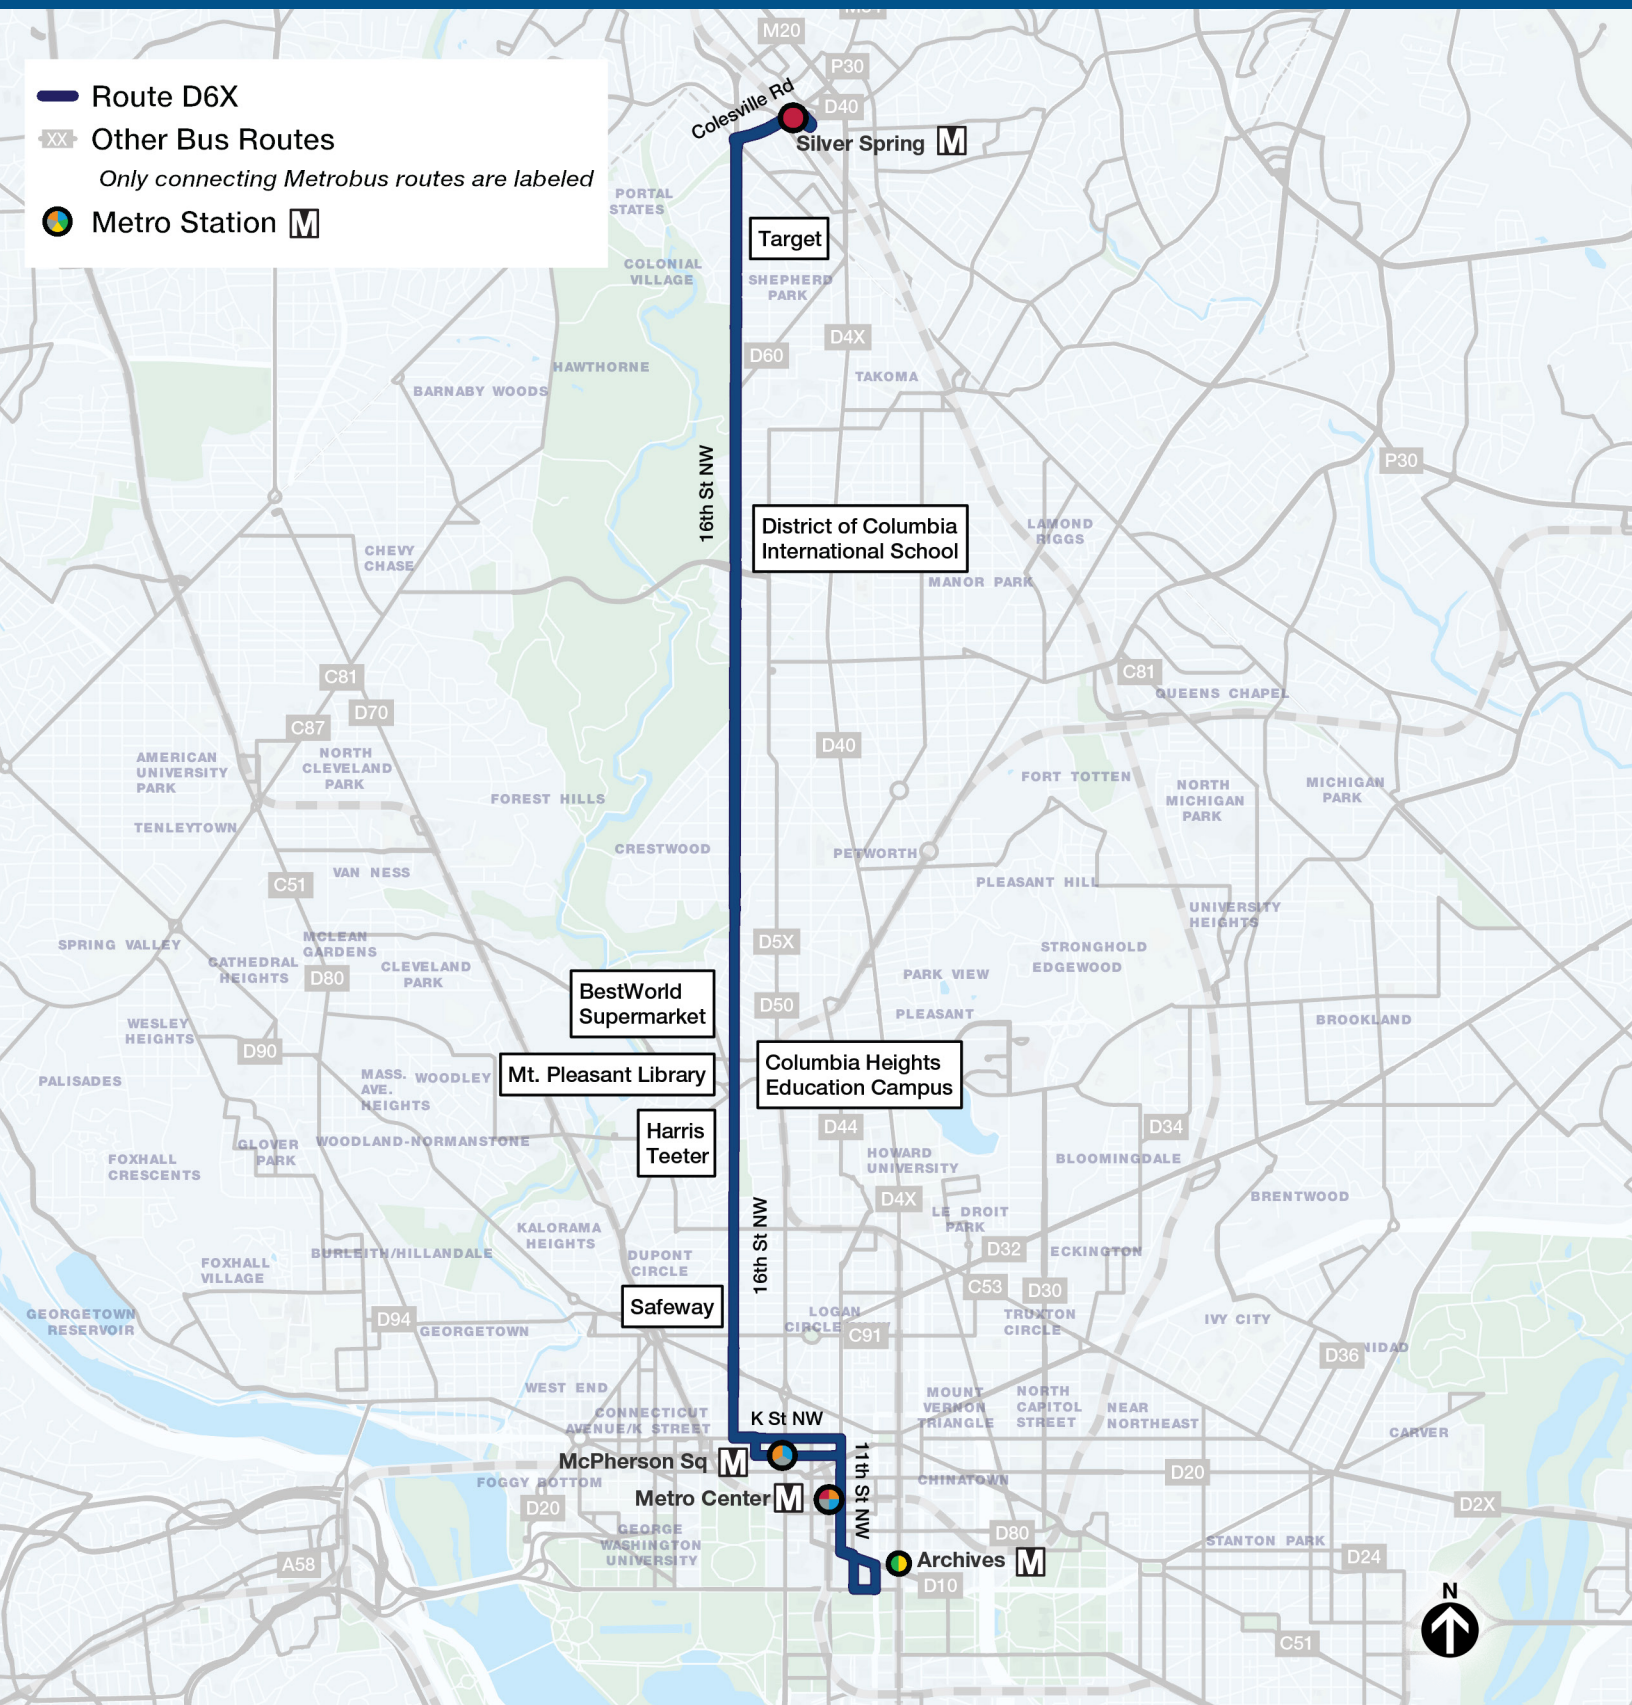 M20
P30
D40
Route D6X
XX
Other Bus Routes
Only connecting Metrobus routes are labeled
Metro Station M
Colesville Rd
Silver Spring M
PORTAL
STATES
Target
COLONIAL
VILLAGE
SHEPHERD
PARK
D4X
D60
HAWTHORNE
TAKOMA
BARNABY WOODS
16th St NW
P30
District of Columbia
International School
LAMOND
RIGGS
CHEVY
CHASE
MANOR PARK
C81
C81
QUEENS CHAPEL
D70
C87
D40
AMERICAN
UNIVERSITY
PARK
NORTH
CLEVELAND
PARK
FORT TOTTEN
NORTH
MICHIGAN
PARK
MICHIGAN
PARK
FOREST HILLS
TENLEYTOWN
CRESTWOOD
PETWORTH
VAN NESS
C51
PLEASANT HILL
UNIVERSITY
HEIGHTS
SPRING VALLEY
MCLEAN
GARDENS
D5X
STRONGHOLD
EDGEWOOD
CATHEDRAL
HEIGHTS
D80
CLEVELAND
PARK
PARK VIEW
BestWorld
Supermarket
D50
PLEASANT
BROOKLAND
WESLEY
HEIGHTS
D90
Mt. Pleasant Library
Columbia Heights
Education Campus
PALISADES
MASS.
AVE.
HEIGHTS
WOODLEY
Harris
Teeter
D44
D34
GLOVER
PARK
WOODLAND-NORMANSTONE
FOXHALL
CRESCENTS
HOWARD
UNIVERSITY
BLOOMINGDALE
D4X
BRENTWOOD
LE DROIT
PARK
16th St NW
KALORAMA
HEIGHTS
BURLEITH/HILLANDALE
DUPONT
CIRCLE
D32
ECKINGTON
FOXHALL
VILLAGE
C53
D30
Safeway
GEORGETOWN
RESERVOIR
D94
GEORGETOWN
LOGAN
CIRCLE
C91
TRUXTON
CIRCLE
IVY CITY
D36
NIDAD
WEST END
MOUNT
VERNON
TRIANGLE
NORTH
CAPITOL
STREET
NEAR
NORTHEAST
CONNECTICUT
AVENUE/K STREET
K St NW
CARVER
McPherson Sq M
11th St NW
FOGGY BOTTOM
CHINATOWN
D20
Metro Center M
D20
D2X
GEORGE
WASHINGTON
UNIVERSITY
D80
STANTON PARK
A58
Archives M
D24
D10
N
C51